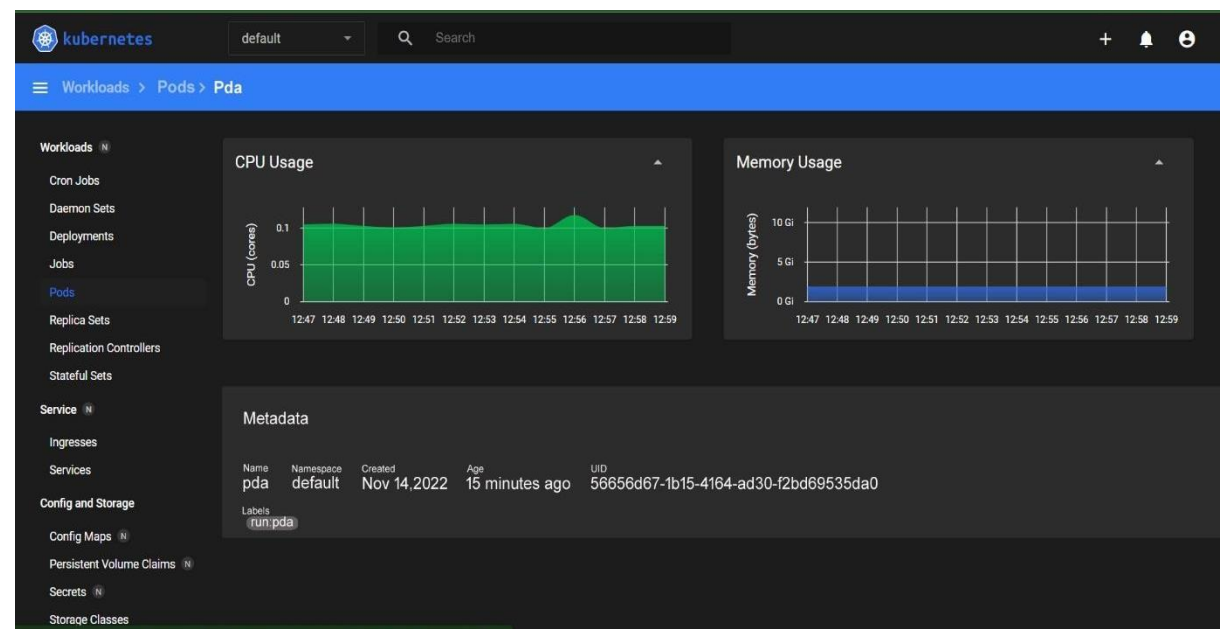 kubernetes
default
Search
Workloads > Pods > Pda
Workloads N
Cron Jobs
Daemon Sets
Deployments
Jobs
Pods
Replica Sets
Replication Controllers
Stateful Sets
Service N
Ingresses
Services
Config and Storage
Config Maps N
Persistent Volume Claims N
Secrets N
Storage Classes
CPU Usage
CPU (cores)
0.1
0.05
0
12:47 12:48 12:49 12:50 12:51 12:52 12:53 12:54 12:55 12:56 12:57 12:58 12:59
Memory Usage
Memory (bytes)
10 Gi
5 Gi
0 Gi
12:47 12:48 12:49 12:50 12:51 12:52 12:53 12:54 12:55 12:56 12:57 12:58 12:59
Metadata
Name Namespace Created Age UID
pda default Nov 14,2022 15 minutes ago 56656d67-1b15-4164-ad30-f2bd69535da0
Labels
run:pda